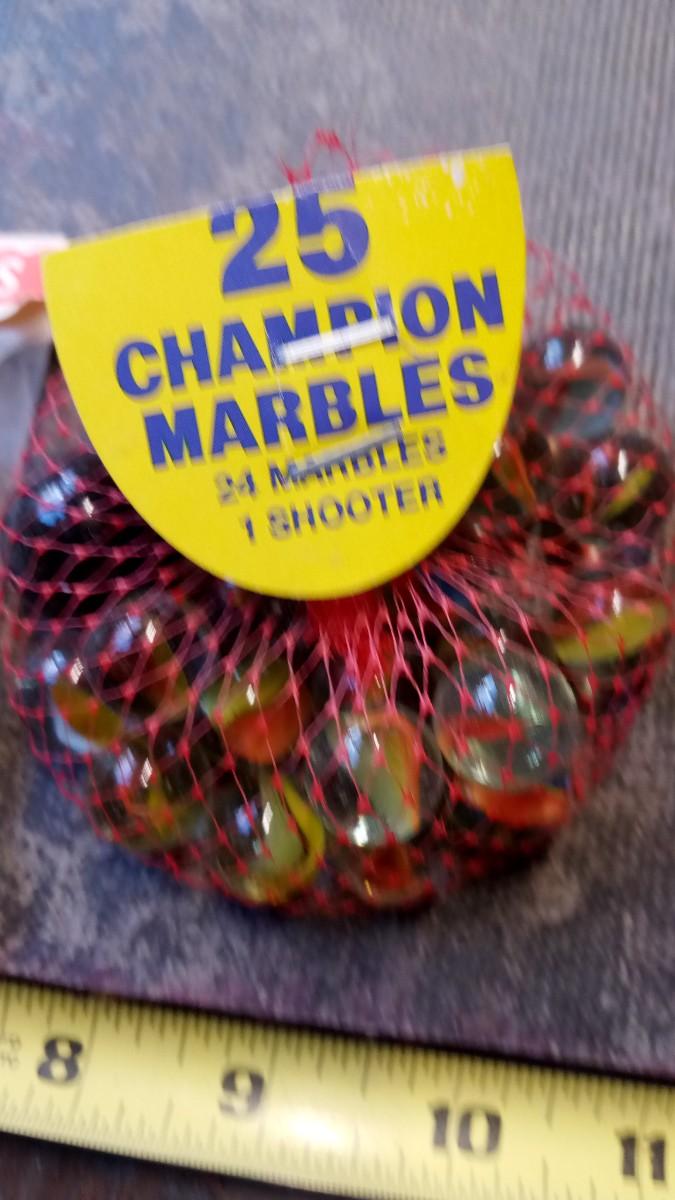 25
CHAMPION
MARBLES
24 MARBLES
1 SHOOTER
S
8 9 10 11